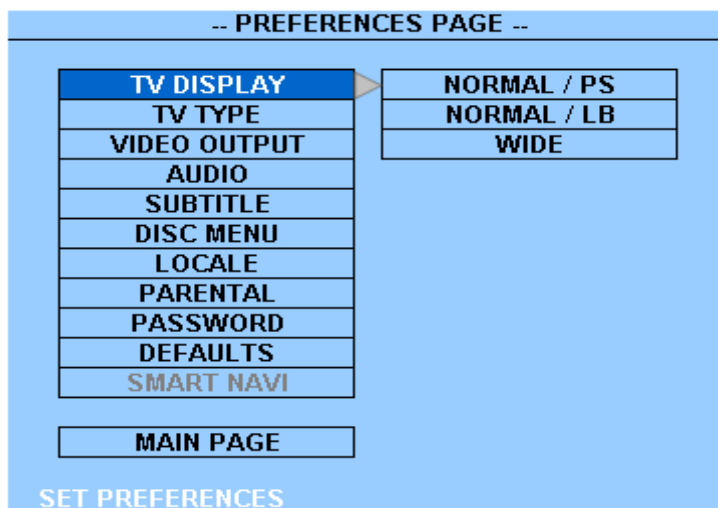 -- PREFERENCES PAGE --
TV DISPLAY
NORMAL / PS
TV TYPE
NORMAL / LB
VIDEO OUTPUT
WIDE
AUDIO
SUBTITLE
DISC MENU
LOCALE
PARENTAL
PASSWORD
DEFAULTS
SMART NAVI
MAIN PAGE
SET PREFERENCES